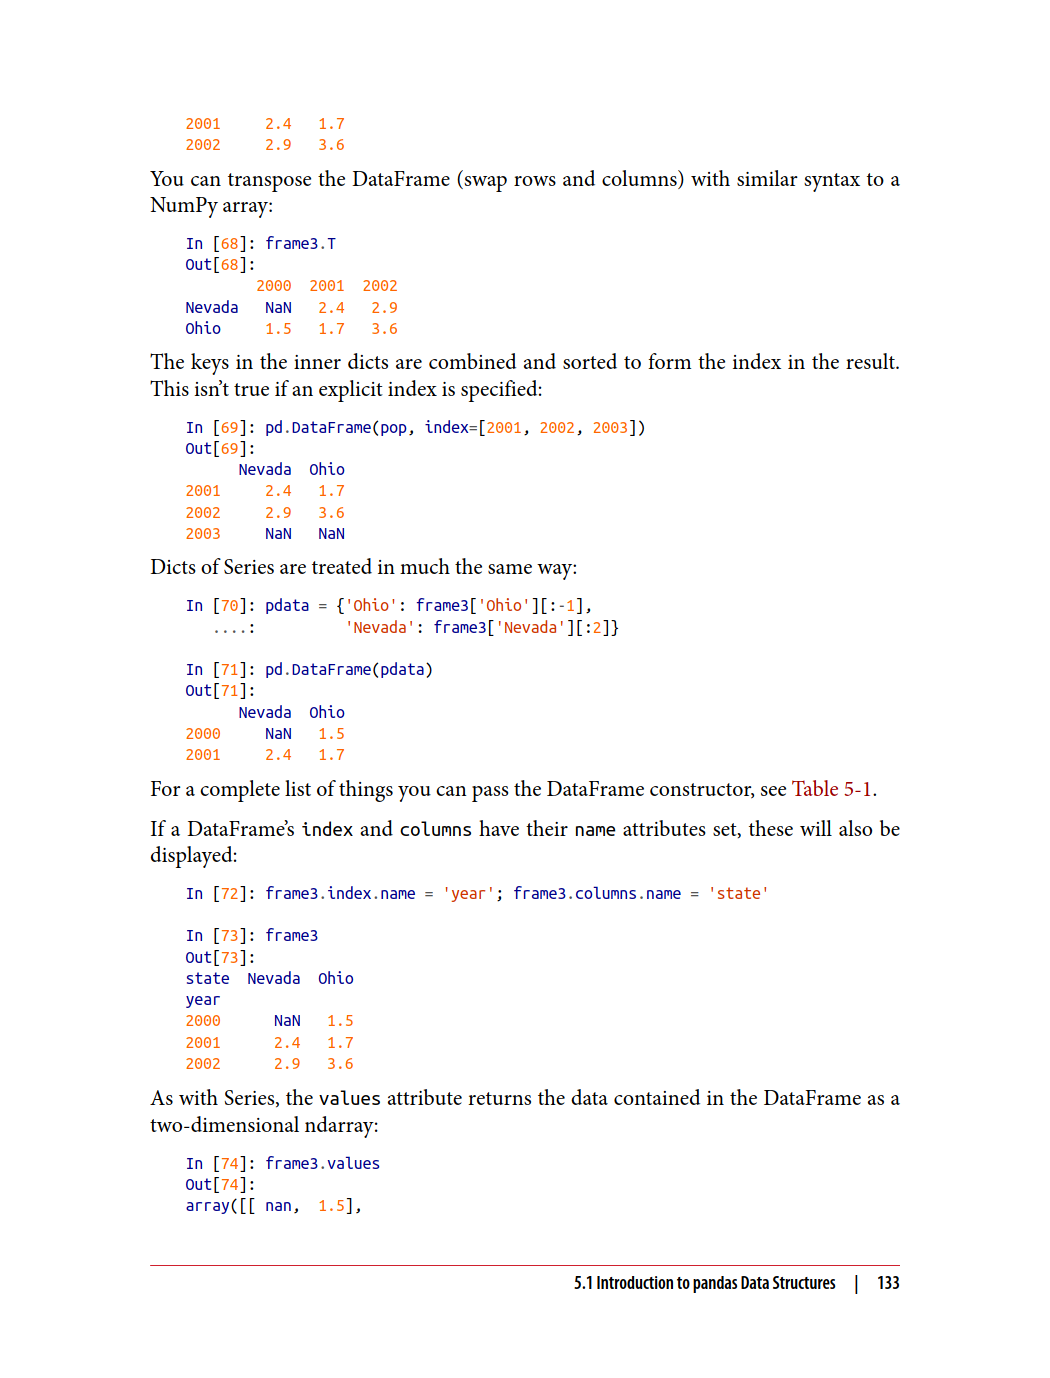 2001     2.4   1.7
2002     2.9   3.6
You can transpose the DataFrame (swap rows and columns) with similar syntax to a
NumPy array:
In [68]: frame3.T
Out[68]:
        2000  2001  2002
Nevada   NaN   2.4   2.9
Ohio     1.5   1.7   3.6
The keys in the inner dicts are combined and sorted to form the index in the result.
This isn’t true if an explicit index is specified:
In [69]: pd.DataFrame(pop, index=[2001, 2002, 2003])
Out[69]:
      Nevada  Ohio
2001     2.4   1.7
2002     2.9   3.6
2003     NaN   NaN
Dicts of Series are treated in much the same way:
In [70]: pdata = {'Ohio': frame3['Ohio'][:-1],
   ....:          'Nevada': frame3['Nevada'][:2]}
In [71]: pd.DataFrame(pdata)
Out[71]:
      Nevada  Ohio
2000     NaN   1.5
2001     2.4   1.7
For a complete list of things you can pass the DataFrame constructor, see Table 5-1.
If a DataFrame’s index and columns have their name attributes set, these will also be
displayed:
In [72]: frame3.index.name = 'year'; frame3.columns.name = 'state'
In [73]: frame3
Out[73]:
state  Nevada  Ohio
year
2000      NaN   1.5
2001      2.4   1.7
2002      2.9   3.6
As with Series, the values attribute returns the data contained in the DataFrame as a
two-dimensional ndarray:
In [74]: frame3.values
Out[74]:
array([[ nan,  1.5],
5.1 Introduction to pandas Data Structures | 133